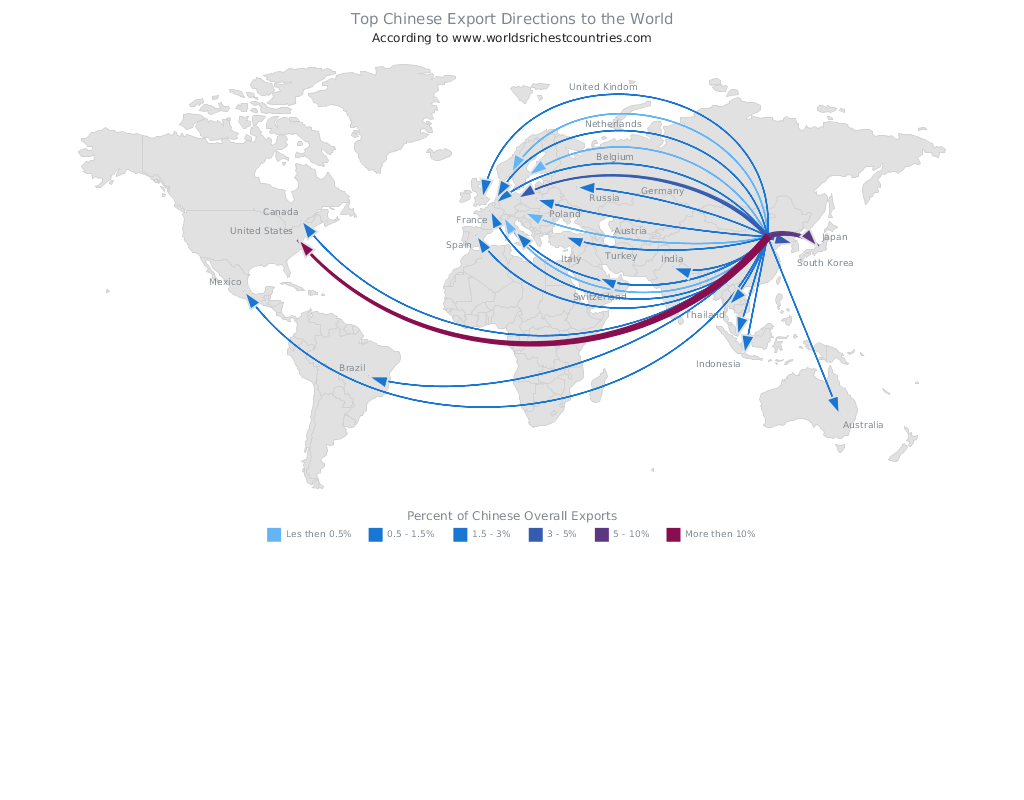 Top Chinese Export Directions to the World
According to www.worldsrichestcountries.com
United Kindom
Netherlands
Belgium
Germany
Russia
Canada
Poland
France
United States
Austria
Japan
Spain
Italy
Turkey
India
South Korea
Mexico
Switzerland
Thailand
Indonesia
Brazil
Australia
Percent of Chinese Overall Exports
Les then 0.5% 0.5 - 1.5% 1.5 - 3% 3 - 5% 5 - 10% More then 10%